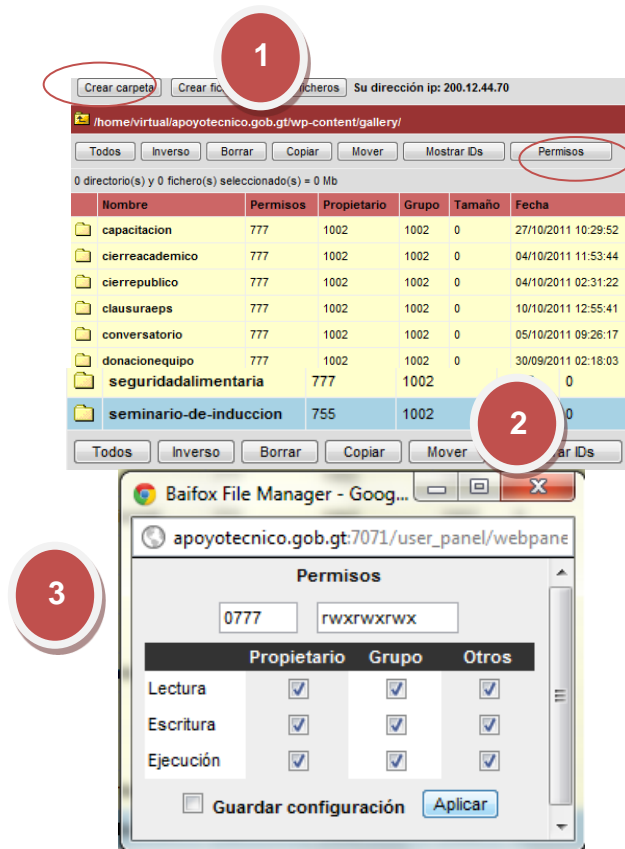 1
Crear carpeta Crear fic icheros Su dirección ip: 200.12.44.70
/home/virtual/apoyotecnico.gob.gt/wp-content/gallery/
Todos Inverso Borrar Copiar Mover Mostrar IDs Permisos
0 directorio(s) y 0 fichero(s) seleccionado(s) = 0 Mb
Nombre Permisos Propietario Grupo Tamaño Fecha
capacitacion 777 1002 1002 0 27/10/2011 10:29:52
cierreacademico 777 1002 1002 0 04/10/2011 11:53:44
cierrepublico 777 1002 1002 0 04/10/2011 02:31:22
clausuraeps 777 1002 1002 0 10/10/2011 12:55:41
conversatorio 777 1002 1002 0 05/10/2011 09:26:17
donacionequipo 777 1002 1002 0 30/09/2011 02:18:03
seguridadalimentaria 777 1002 0
seminario-de-induccion 755 1002 0
2
Todos Inverso Borrar Copiar Mover ar IDs
Baifox File Manager - Goog...
apoyotecnico.gob.gt:7071/user_panel/webpane
Permisos
3
0777 rwxrwxrwx
Propietario Grupo Otros
Lectura
Escritura
Ejecución
Guardar configuración Aplicar